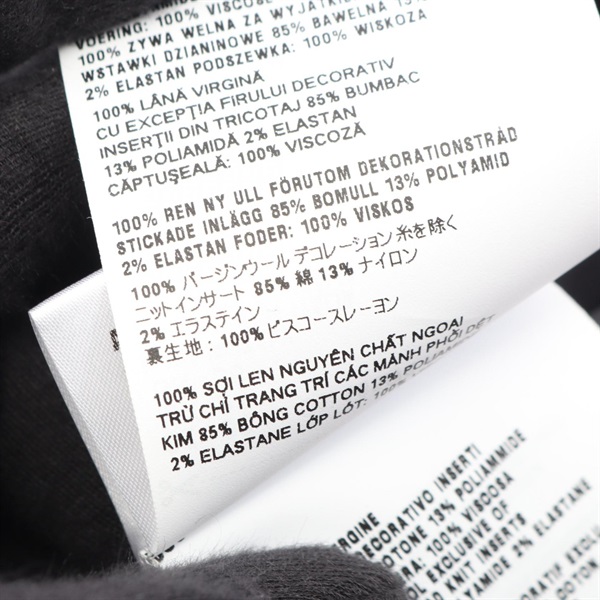 VOERING: 100% VISCOSE
100% ŻYWA WEŁNA ZA WYJĄTKIEM
WSTAWKI DZIANINOWE 85% BAWEŁNA 13%
2% ELASTAN PODSZEWKA: 100% WISKOZA
100% LÂNĂ VIRGINĂ
CU EXCEPȚIA FIRULUI DECORATIV
INSERȚII DIN TRICOTAJ 85% BUMBAC
13% POLIAMIDĂ 2% ELASTAN
CĂPTUȘEALĂ: 100% VISCOZĂ
100% REN NY ULL FÖRUTOM DEKORATIONSTRÅD
STICKADE INLÄGG 85% BOMULL 13% POLYAMID
2% ELASTAN FODER: 100% VISKOS
100% バージンウール デコレーション糸を除く
ニットインサート 85% 綿 13% ナイロン
2% エラステイン
裏生地：100% ビスコースレーヨン
100% SỢI LEN NGUYÊN CHẤT NGOẠI
TRỪ CHỈ TRANG TRÍ CÁC MẢNH PHỐI DỆT
KIM 85% BÔNG COTTON 13%
2% ELASTANE LỚP LÓT: 100%
DECORATIVO INSERTI
13% POLIAMMIDE
100% VISCOSA
EXCLUSIVE OF
KNIT INSERTS
2% ELASTANE